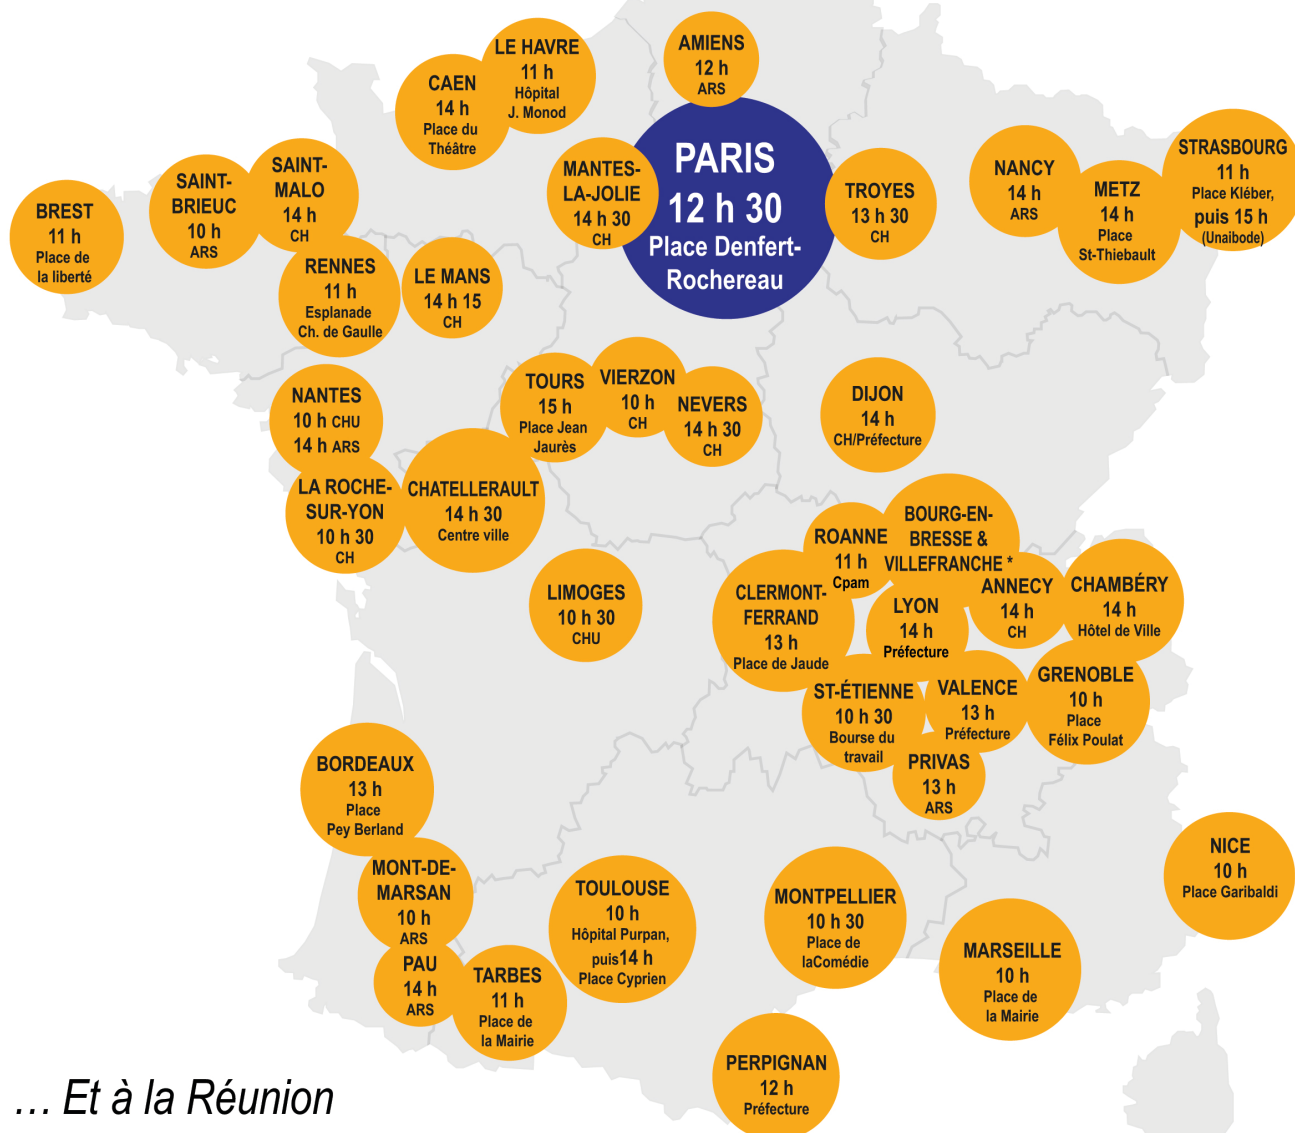 LE HAVRE
11 h
Hôpital
J. Monod
AMIENS
12 h
ARS
CAEN
14 h
Place du
Théâtre
PARIS
12 h 30
Place Denfert-
Rochereau
MANTES-
LA-JOLIE
14 h 30
CH
TROYES
13 h 30
CH
NANCY
14 h
ARS
METZ
14 h
Place
St-Thiebault
STRASBOURG
11 h
Place Kléber,
puis 15 h
(Unaibode)
BREST
11 h
Place de
la liberté
SAINT-
BRIEUC
10 h
ARS
SAINT-
MALO
14 h
CH
RENNES
11 h
Esplanade
Ch. de Gaulle
LE MANS
14 h 15
CH
NANTES
10 h CHU
14 h ARS
TOURS
15 h
Place Jean
Jaurès
VIERZON
10 h
CH
NEVERS
14 h 30
CH
DIJON
14 h
CH/Préfecture
LA ROCHE-
SUR-YON
10 h 30
CH
CHATELLERAULT
14 h 30
Centre ville
LIMOGES
10 h 30
CHU
ROANNE
11 h
Cpam
BOURG-EN-
BRESSE &
VILLEFRANCHE *
CLERMONT-
FERRAND
13 h
Place de Jaude
LYON
14 h
Préfecture
ANNECY
14 h
CH
CHAMBÉRY
14 h
Hôtel de Ville
ST-ÉTIENNE
10 h 30
Bourse du
travail
VALENCE
13 h
Préfecture
GRENOBLE
10 h
Place
Félix Poulat
PRIVAS
13 h
ARS
BORDEAUX
13 h
Place
Pey Berland
MONT-DE-
MARSAN
10 h
ARS
PAU
14 h
ARS
TARBES
11 h
Place de
la Mairie
TOULOUSE
10 h
Hôpital Purpan,
puis14 h
Place Cyprien
MONTPELLIER
10 h 30
Place de
laComédie
MARSEILLE
10 h
Place de
la Mairie
NICE
10 h
Place Garibaldi
PERPIGNAN
12 h
Préfecture
... Et à la Réunion